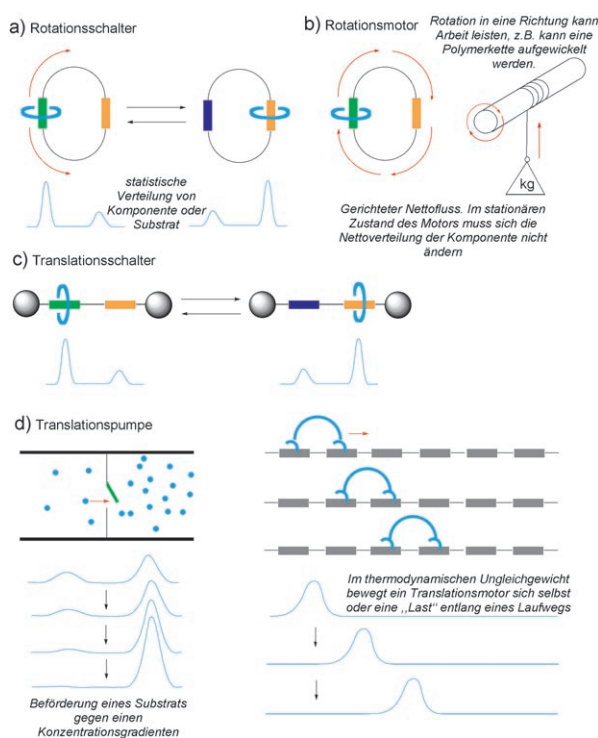 a) Rotationsschalter
statistische
Verteilung von
Komponente oder
Substrat
b) Rotationsmotor
Rotation in eine Richtung kann
Arbeit leisten, z.B. kann eine
Polymerkette aufgewickelt
werden.
kg
Gerichteter Nettofluss. Im stationären
Zustand des Motors muss sich die
Nettoverteilung der Komponente nicht
ändern
c) Translationsschalter
d) Translationspumpe
Beförderung eines Substrats
gegen einen
Konzentrationsgradienten
Im thermodynamischen Ungleichgewicht
bewegt ein Translationsmotor sich selbst
oder eine ,,Last“ entlang eines Laufwegs